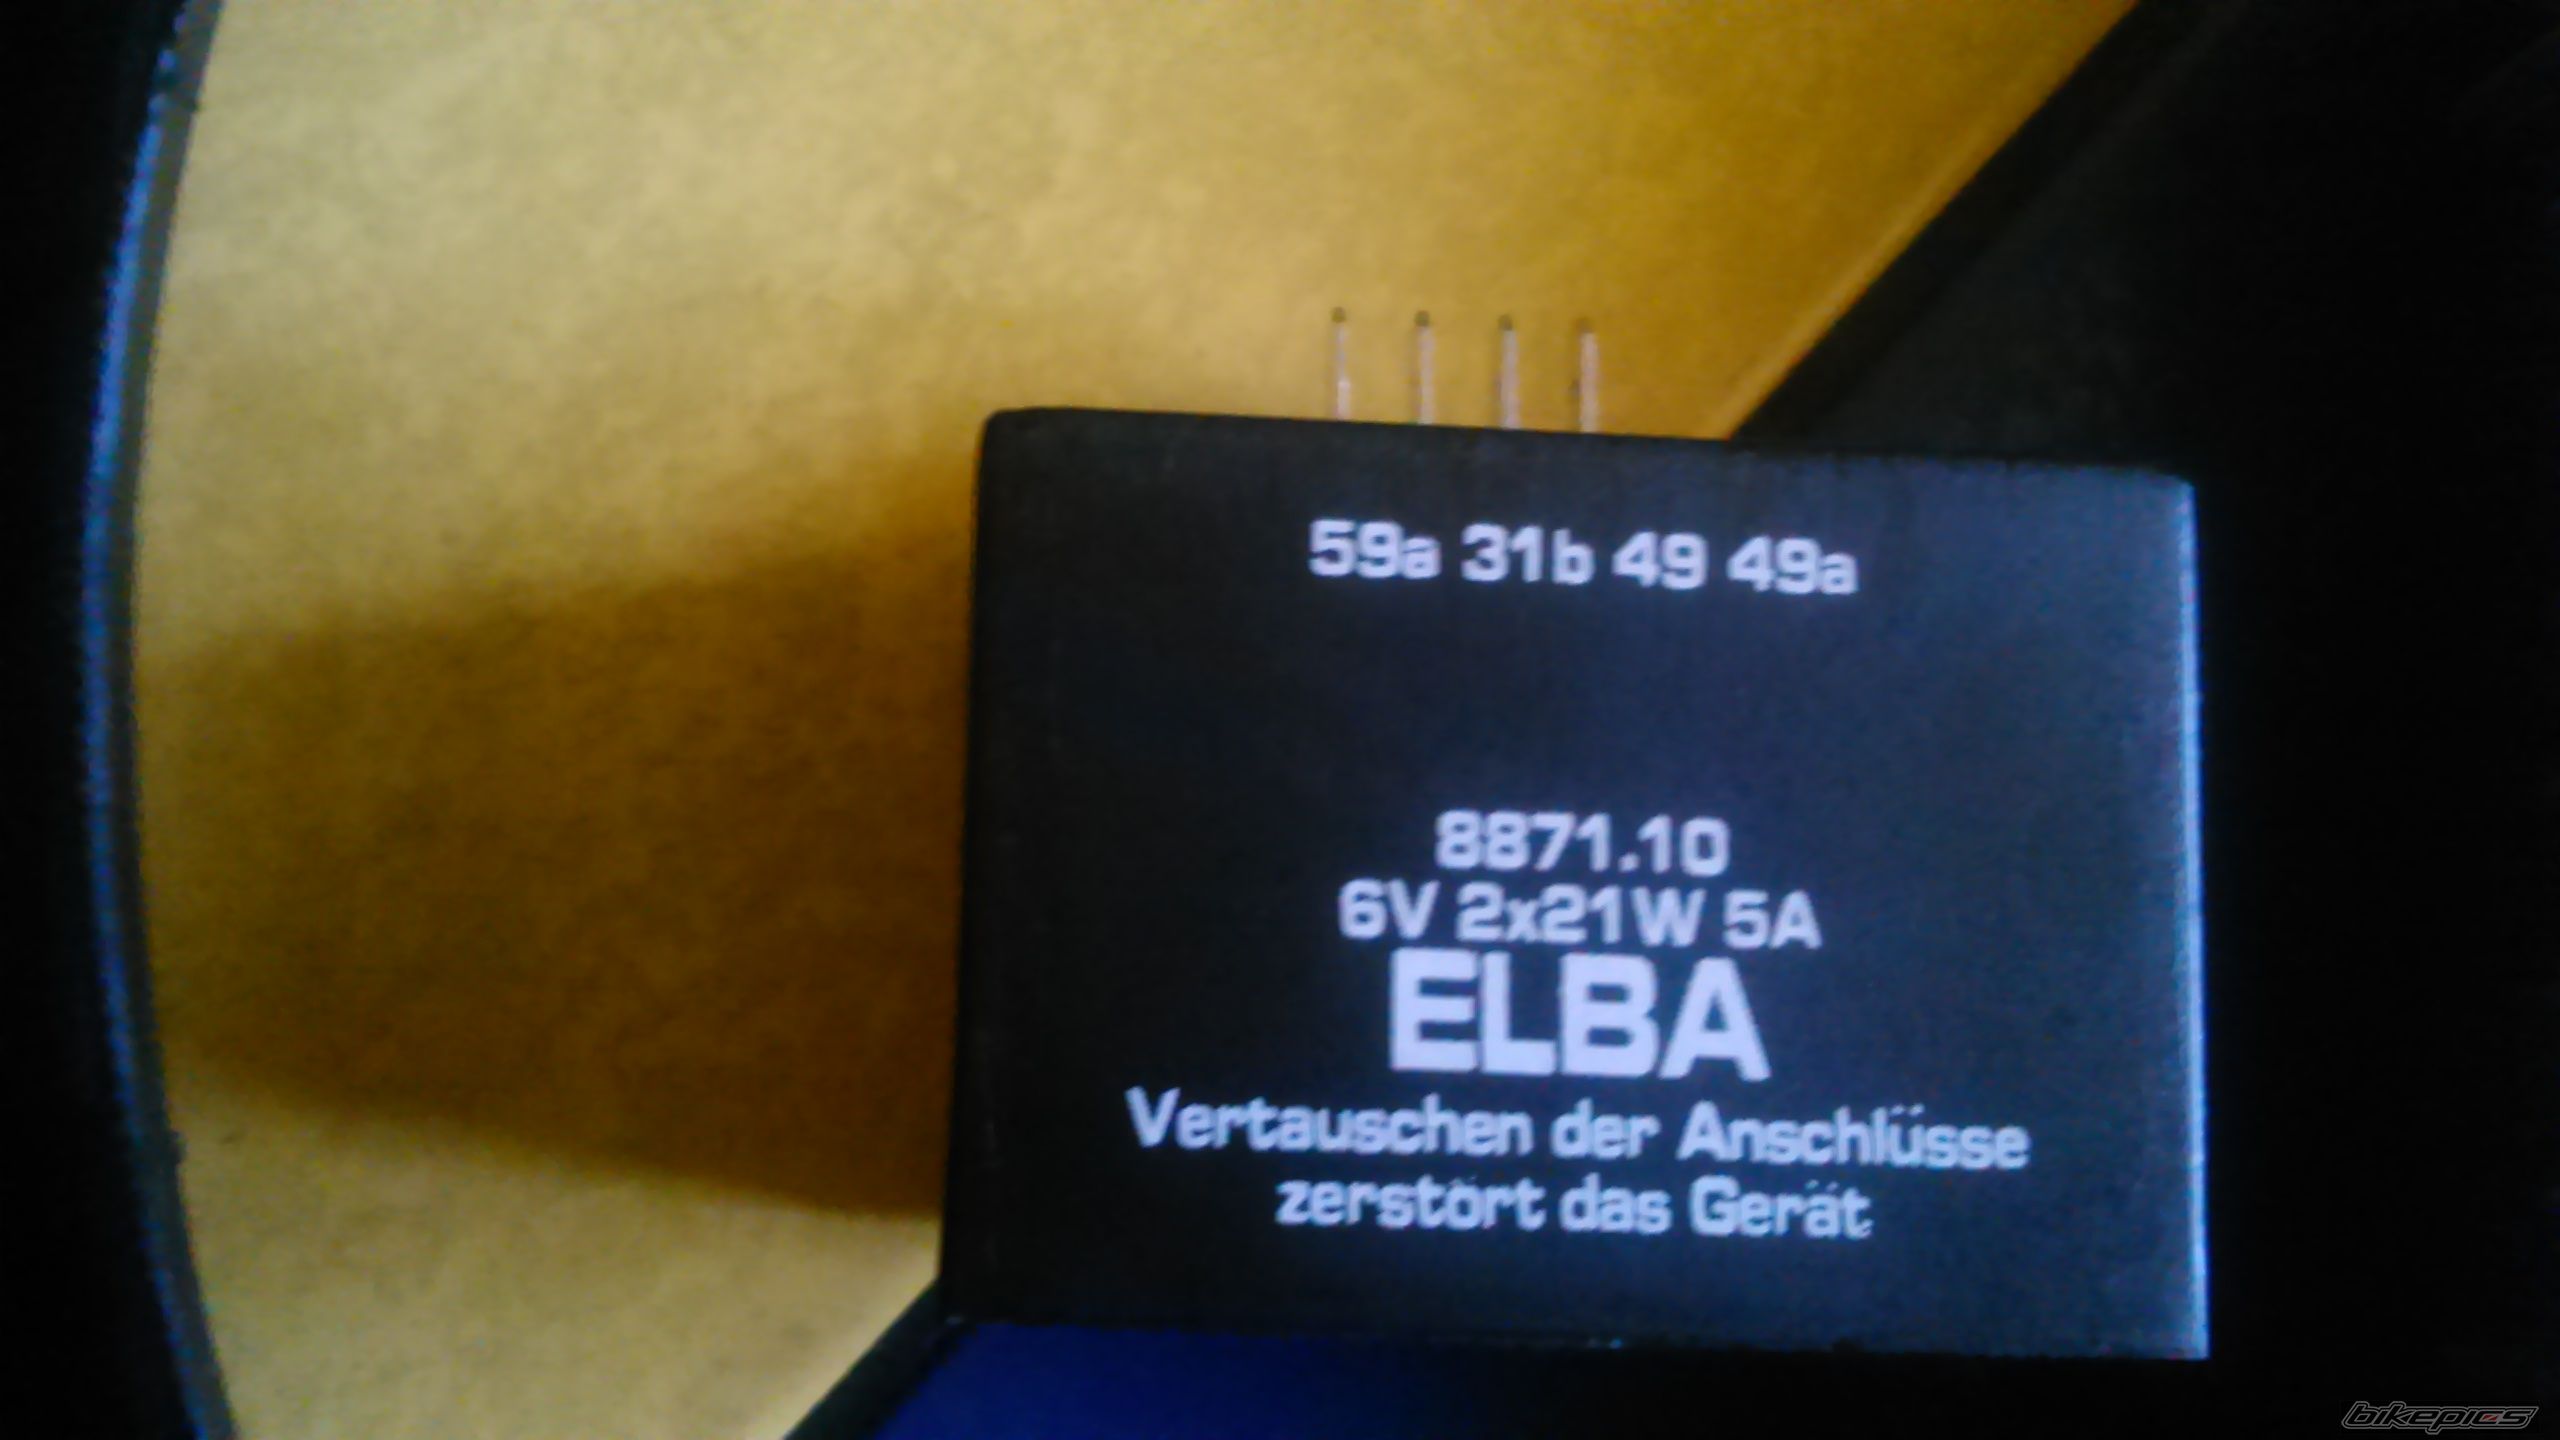 59a 31b 49 49a
8871.10
6V 2x21W 5A
ELBA
Vertauschen der Anschlüsse
zerstört das Gerät
bikepics